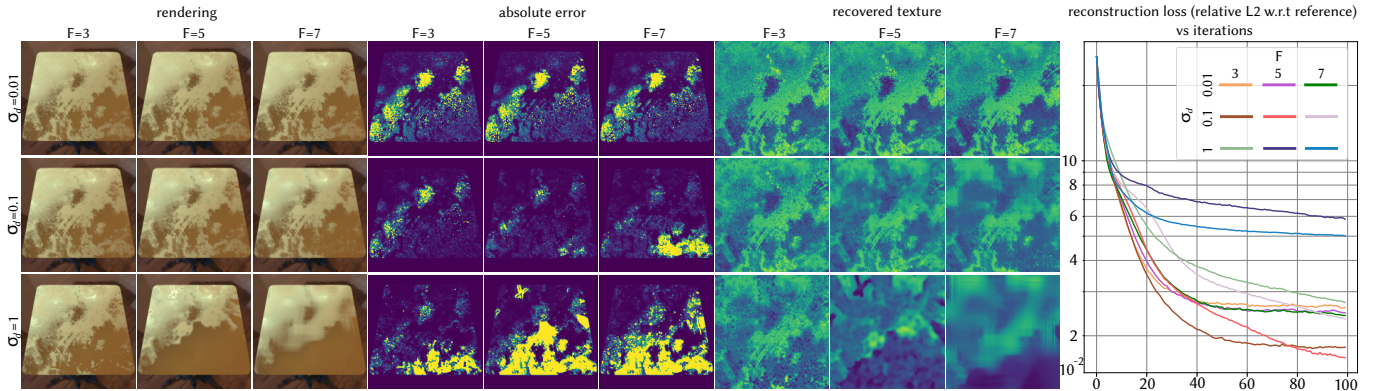 rendering
absolute error
recovered texture
reconstruction loss (relative L2 w.r.t reference)
vs iterations
F=3
F=5
F=7
F=3
F=5
F=7
F=3
F=5
F=7
σd=0.01
σd=0.1
σd=1
F
3
5
7
σd
0.01
0.1
1
10
8
6
4
2
10-2
0
20
40
60
80
100